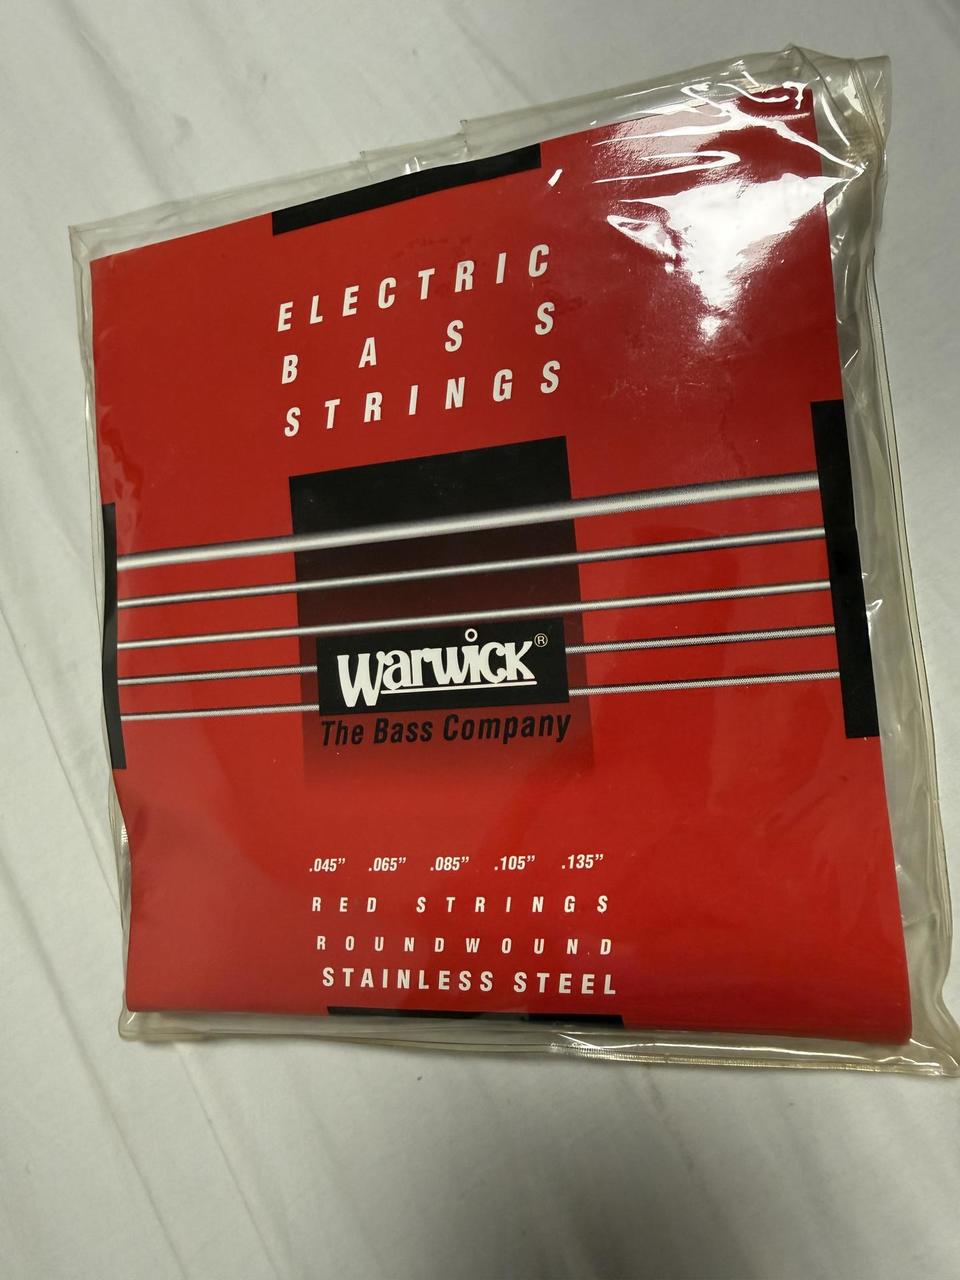 ELECTRIC
BASS
STRINGS
Warwick®
The Bass Company
.045” .065” .085” .105” .135”
RED STRINGS
ROUNDWOUND
STAINLESS STEEL